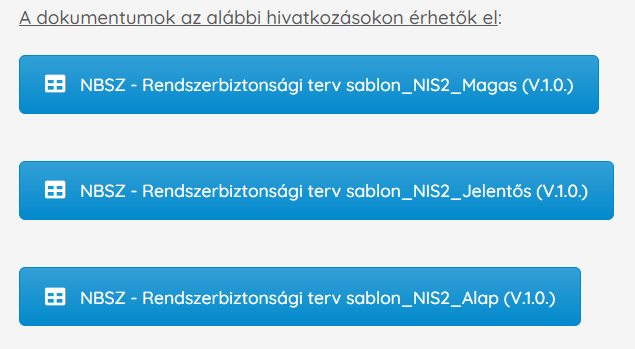 A dokumentumok az alábbi hivatkozásokon érhetők el:
NBSZ - Rendszerbiztonsági terv sablon_NIS2_Magas (V.1.0.)
NBSZ - Rendszerbiztonsági terv sablon_NIS2_Jelentős (V.1.0.)
NBSZ - Rendszerbiztonsági terv sablon_NIS2_Alap (V.1.0.)